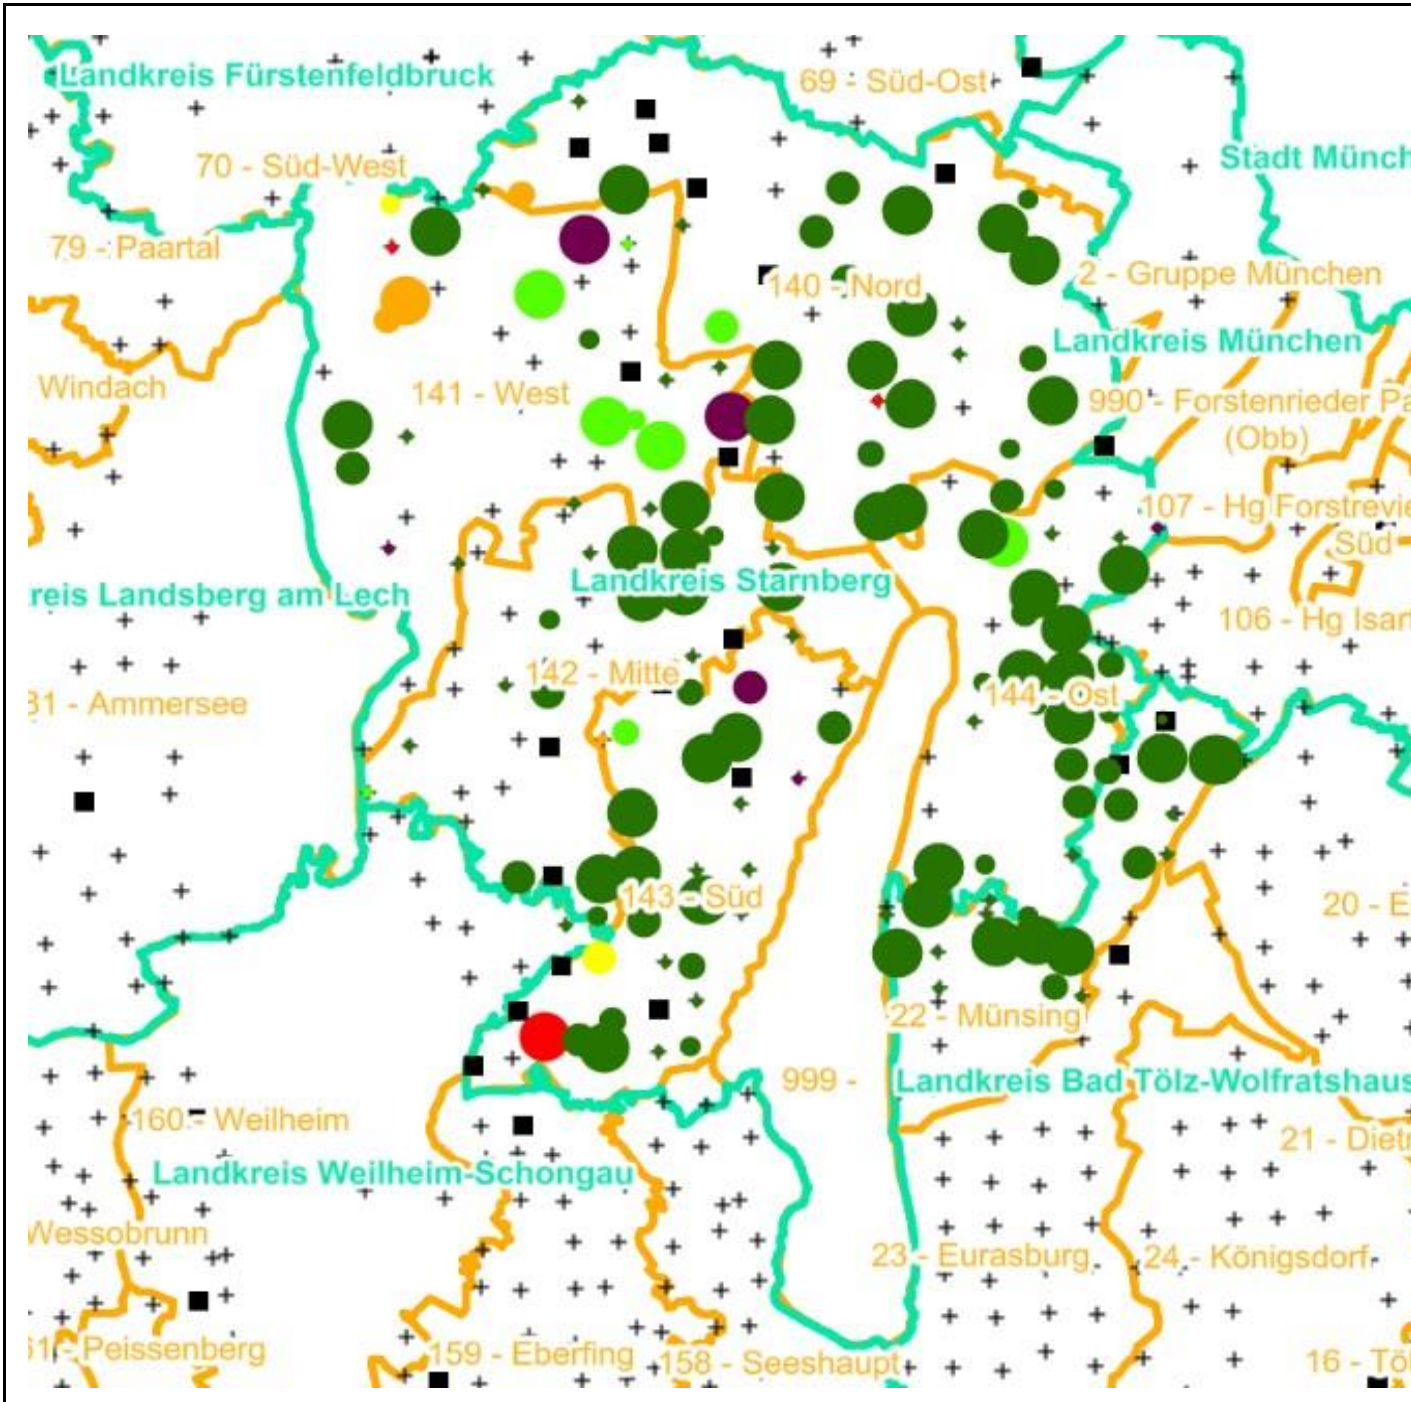 Landkreis Fürstenfeldbruck
69 - Süd-Ost
70 - Süd-West
Stadt Münch
79 - Paartal
140 - Nord
2 - Gruppe München
Landkreis München
Windach
141 - West
990 - Forstenrieder Pa
(Obb)
107 - Hg Forstrevie
Süd
Landkreis Starnberg
reis Landsberg am Lech
106 - Hg Isar
142 - Mitte
144 - Ost
31 - Ammersee
143 - Süd
20 - E
22 - Münsing
999 -
Landkreis Bad Tölz-Wolfratshaus
160 - Weilheim
21 - Diet
Landkreis Weilheim-Schongau
Wessobrunn
23 - Eurasburg
24 - Königsdorf
61 - Peissenberg
159 - Eberfing
158 - Seeshaupt
16 - Töl